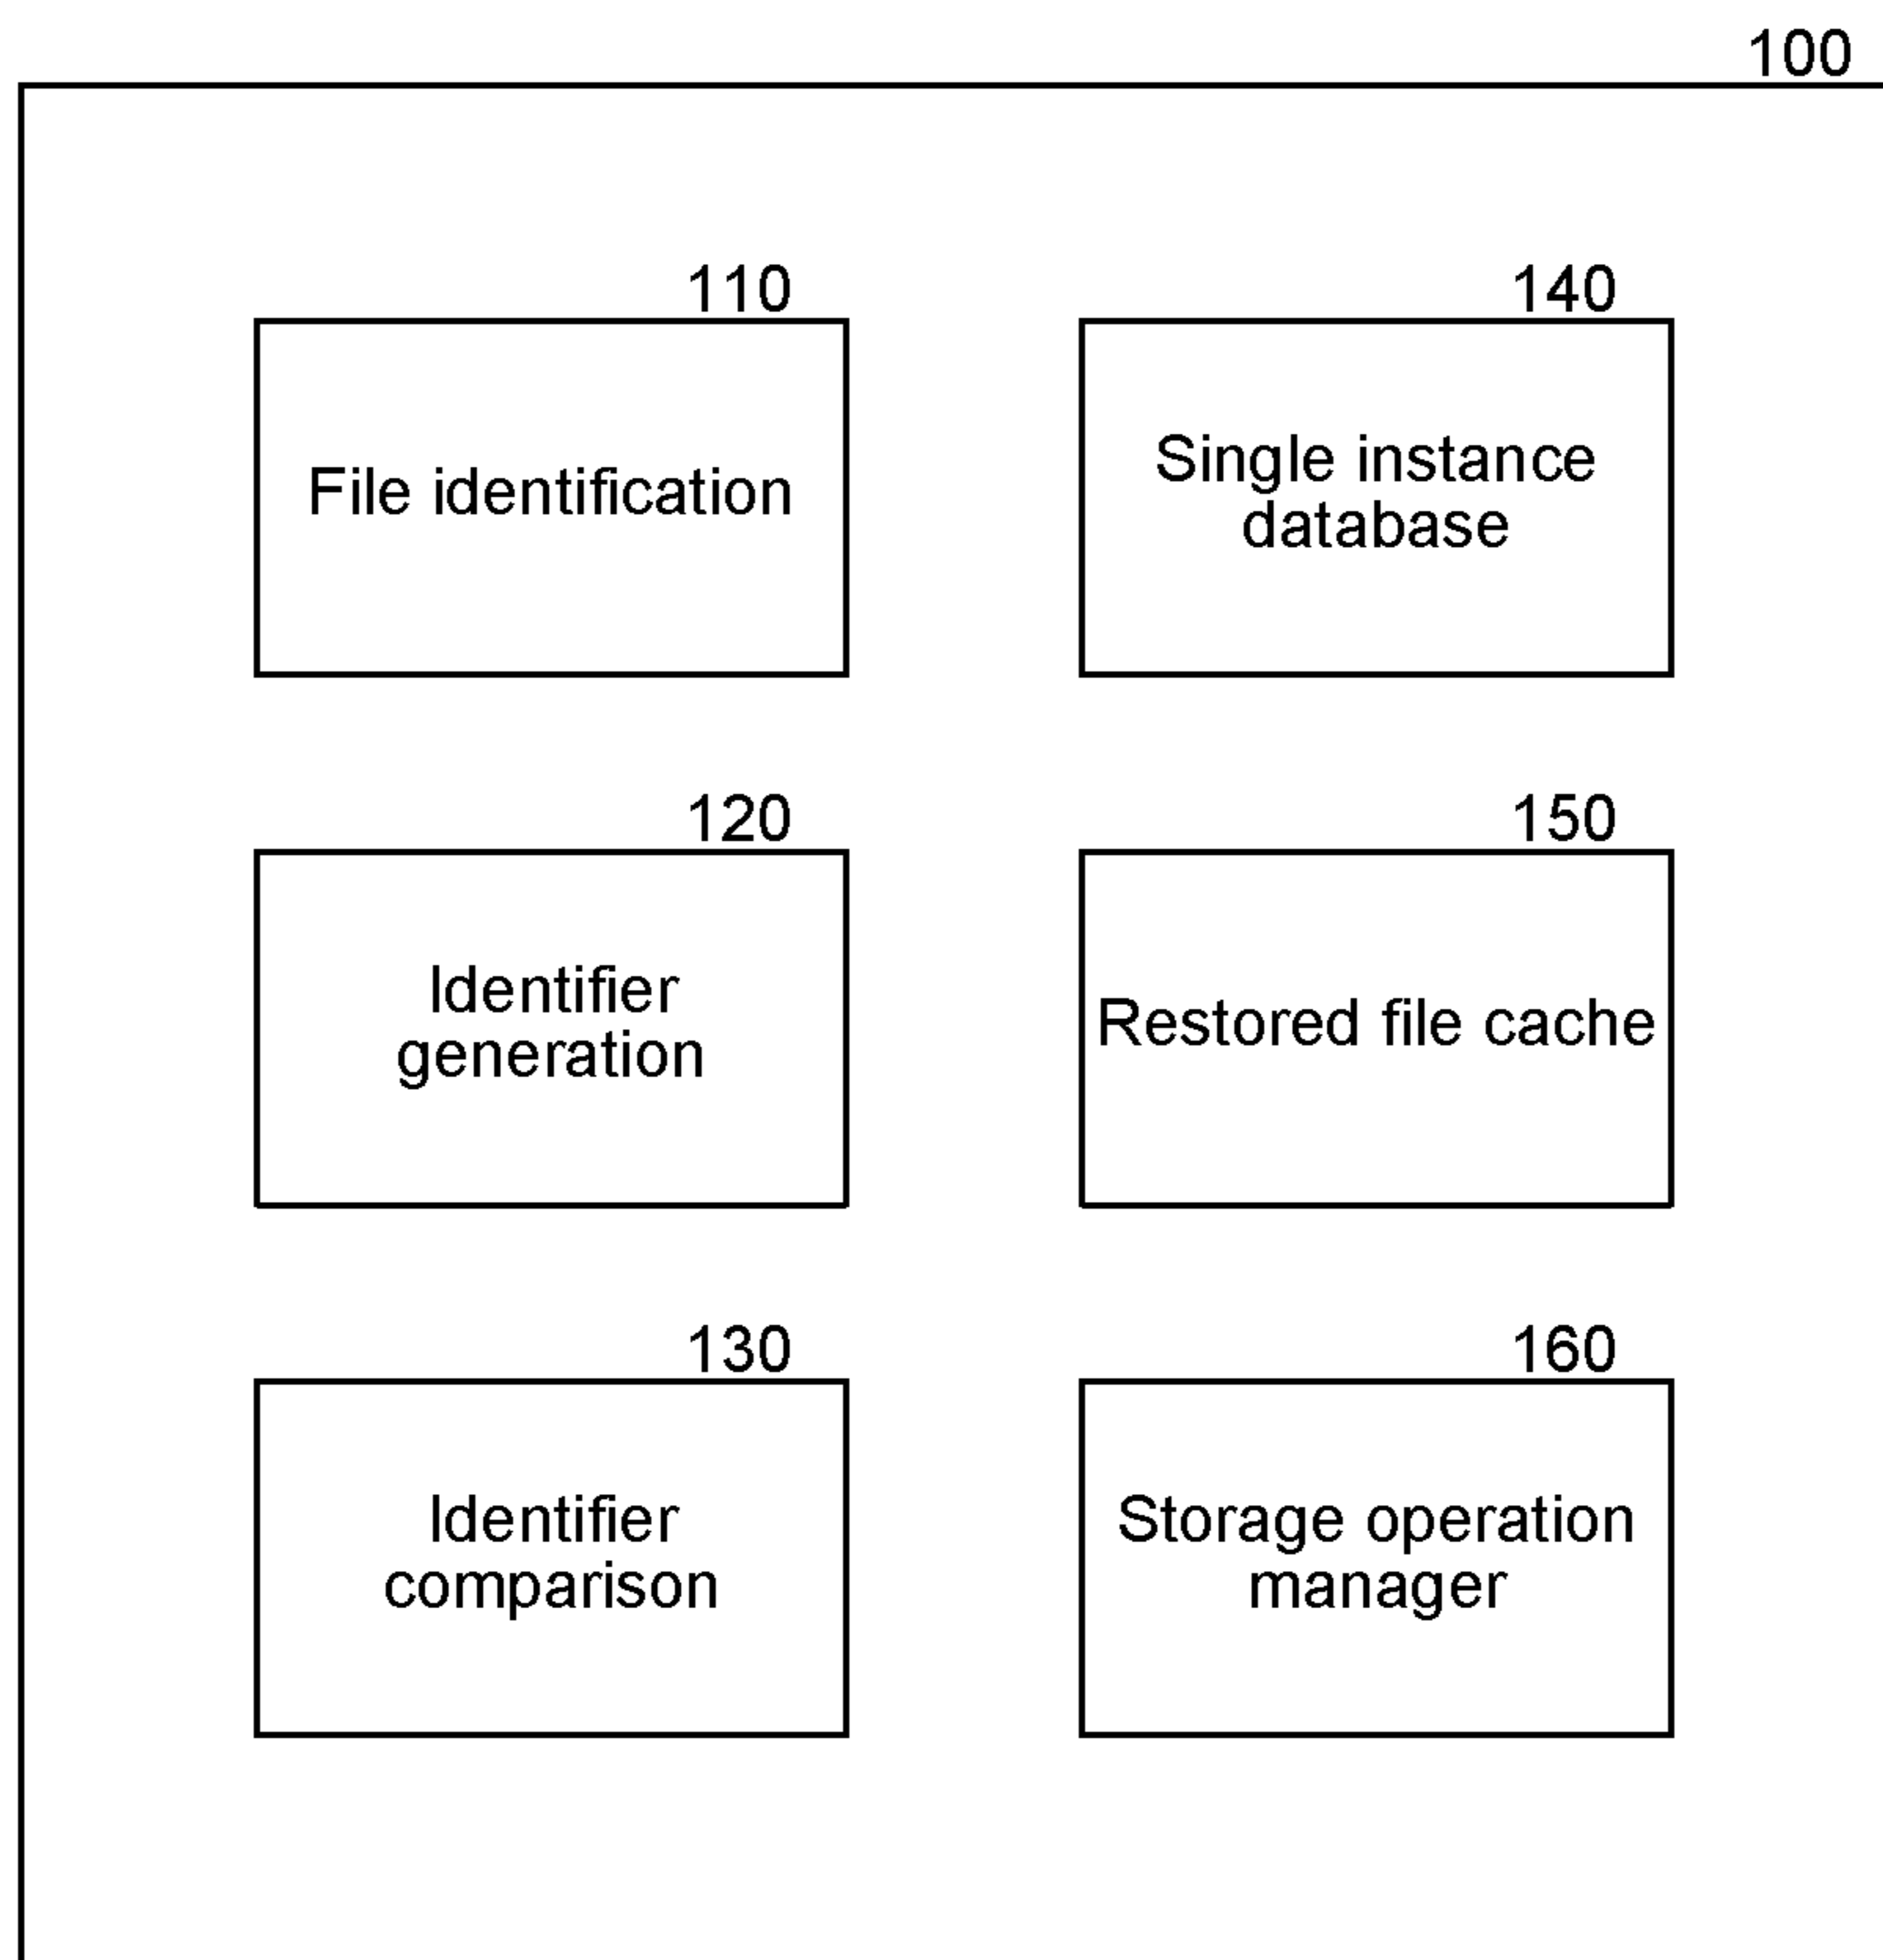 100
110
File identification
140
Single instance
database
120
Identifier
generation
150
Restored file cache
130
Identifier
comparison
160
Storage operation
manager